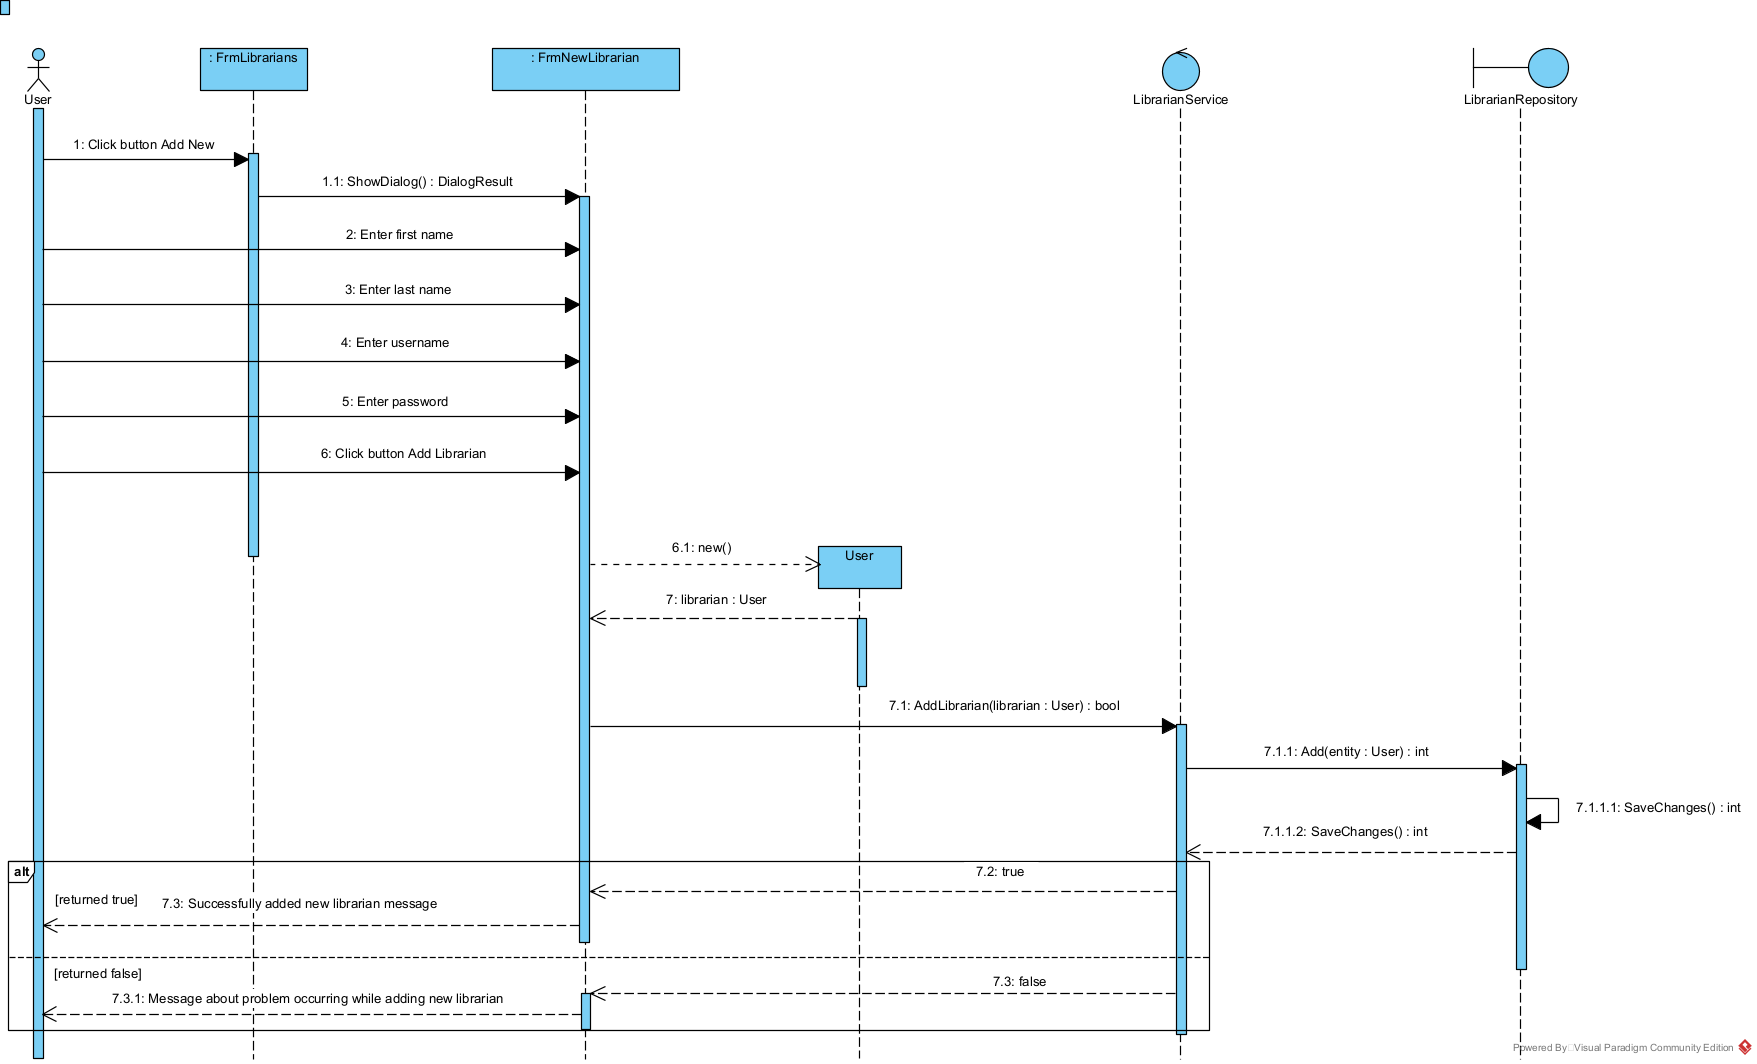 : FrmLibrarians
: FrmNewLibrarian
User
LibrarianService
LibrarianRepository
1: Click button Add New
1.1: ShowDialog() : DialogResult
2: Enter first name
3: Enter last name
4: Enter username
5: Enter password
6: Click button Add Librarian
6.1: new()
User
7: librarian : User
7.1: AddLibrarian(librarian : User) : bool
7.1.1: Add(entity : User) : int
7.1.1.1: SaveChanges() : int
7.1.1.2: SaveChanges() : int
alt
7.2: true
[returned true]
7.3: Successfully added new librarian message
[returned false]
7.3: false
7.3.1: Message about problem occurring while adding new librarian
Powered By Visual Paradigm Community Edition